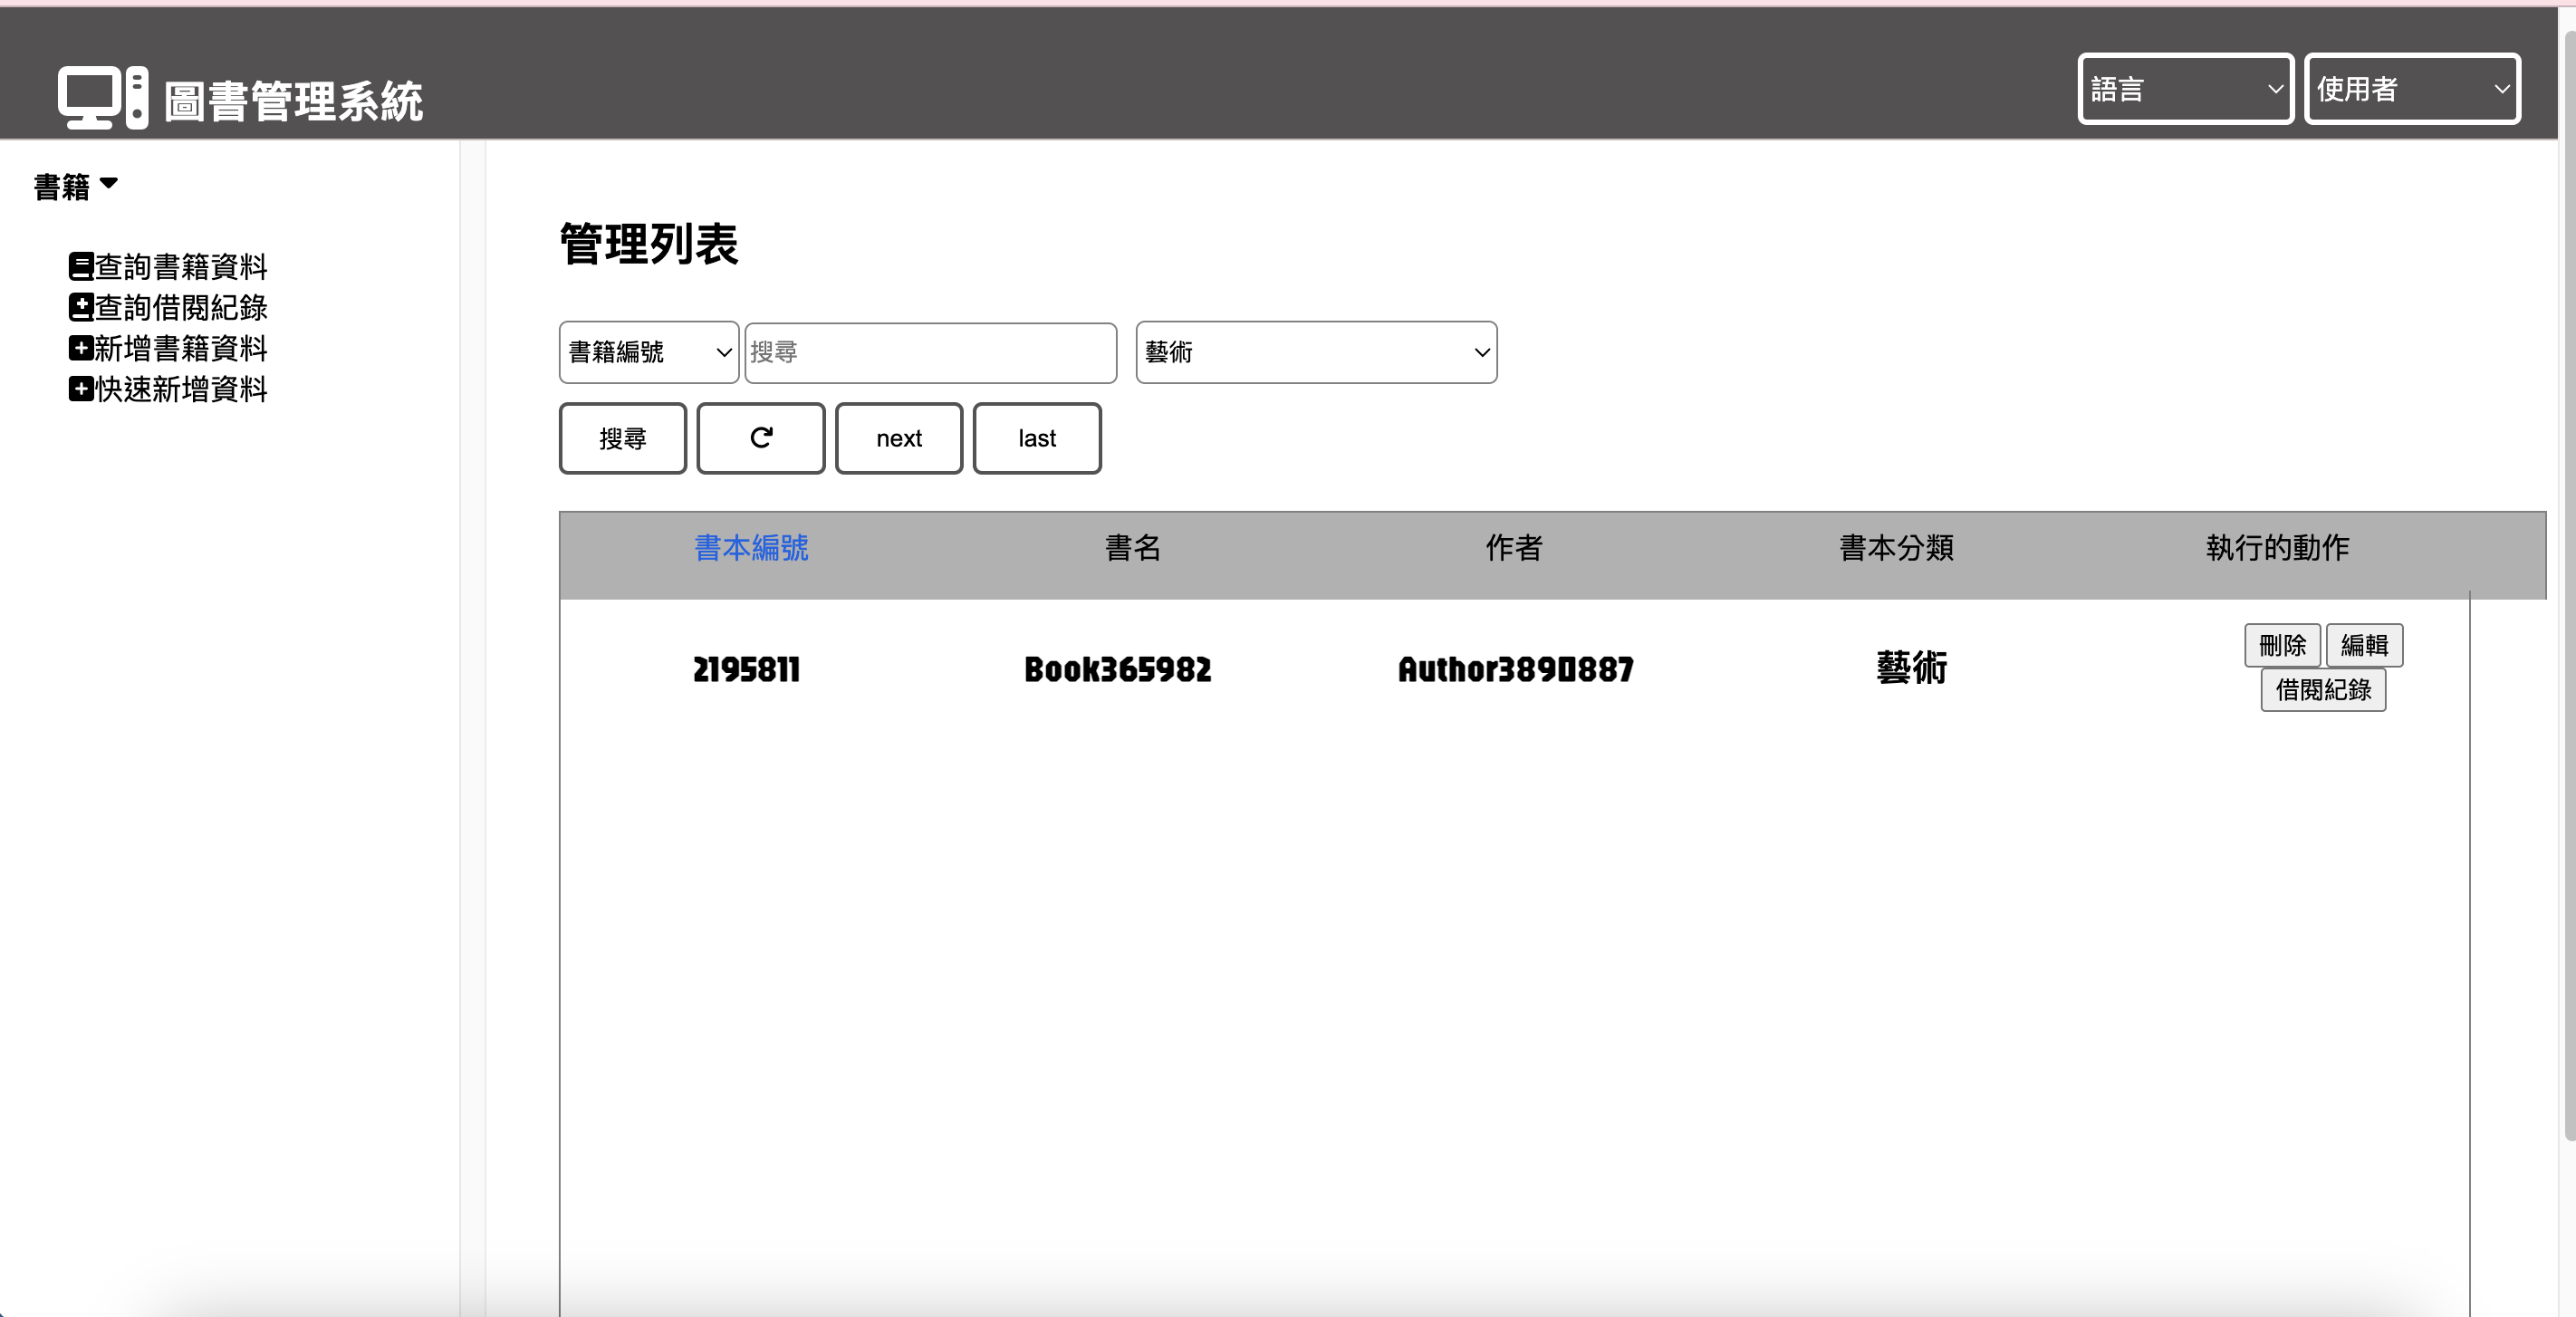 圖書管理系統
語言 使用者
書籍
查詢書籍資料
查詢借閱紀錄
新增書籍資料
快速新增資料
管理列表
書籍編號 搜尋 藝術
搜尋 next last
書本編號 書名 作者 書本分類 執行的動作
2195811 Book365982 Author3890887 藝術 刪除 編輯
借閱紀錄